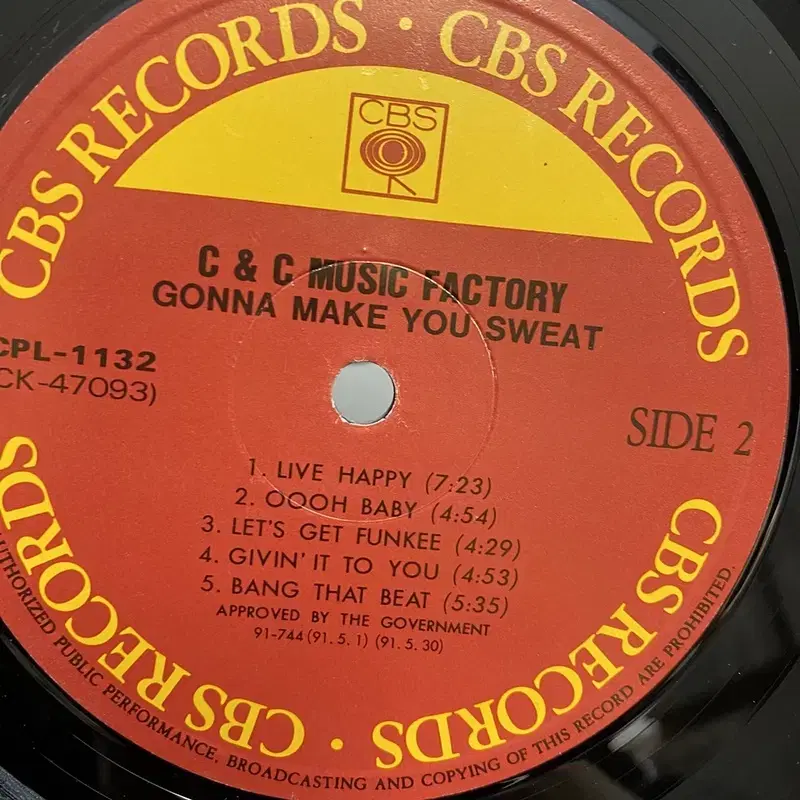 CBS RECORDS · CBS RECORDS
CBS
C & C MUSIC FACTORY
GONNA MAKE YOU SWEAT
CPL-1132
CK-47093)
SIDE 2
1. LIVE HAPPY (7:23)
2. OOOH BABY (4:54)
3. LET'S GET FUNKEE (4:29)
4. GIVIN' IT TO YOU (4:53)
5. BANG THAT BEAT (5:35)
APPROVED BY THE GOVERNMENT
91-744 (91. 5. 1) (91. 5. 30)
CBS RECORDS · CBS RECORDS
PUBLIC PERFORMANCE, BROADCASTING AND COPYING OF THIS RECORD ARE PROHIBITED.